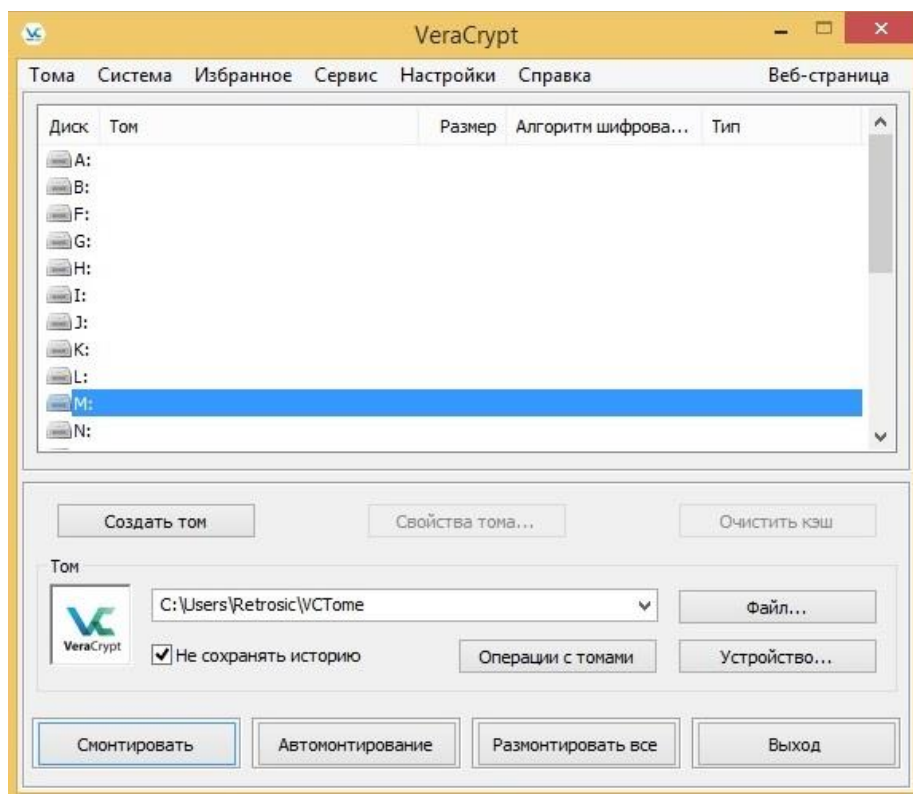 VeraCrypt
Тома Система Избранное Сервис Настройки Справка Веб-страница
Диск Том Размер Алгоритм шифрова... Тип
A:
B:
F:
G:
H:
I:
J:
K:
L:
M:
N:
Создать том Свойства тома... Очистить кэш
Том
C:\Users\Retrosic\VCTome Файл...
VeraCrypt
Не сохранять историю Операции с томами Устройство...
Смонтировать Автомонтирование Размонтировать все Выход